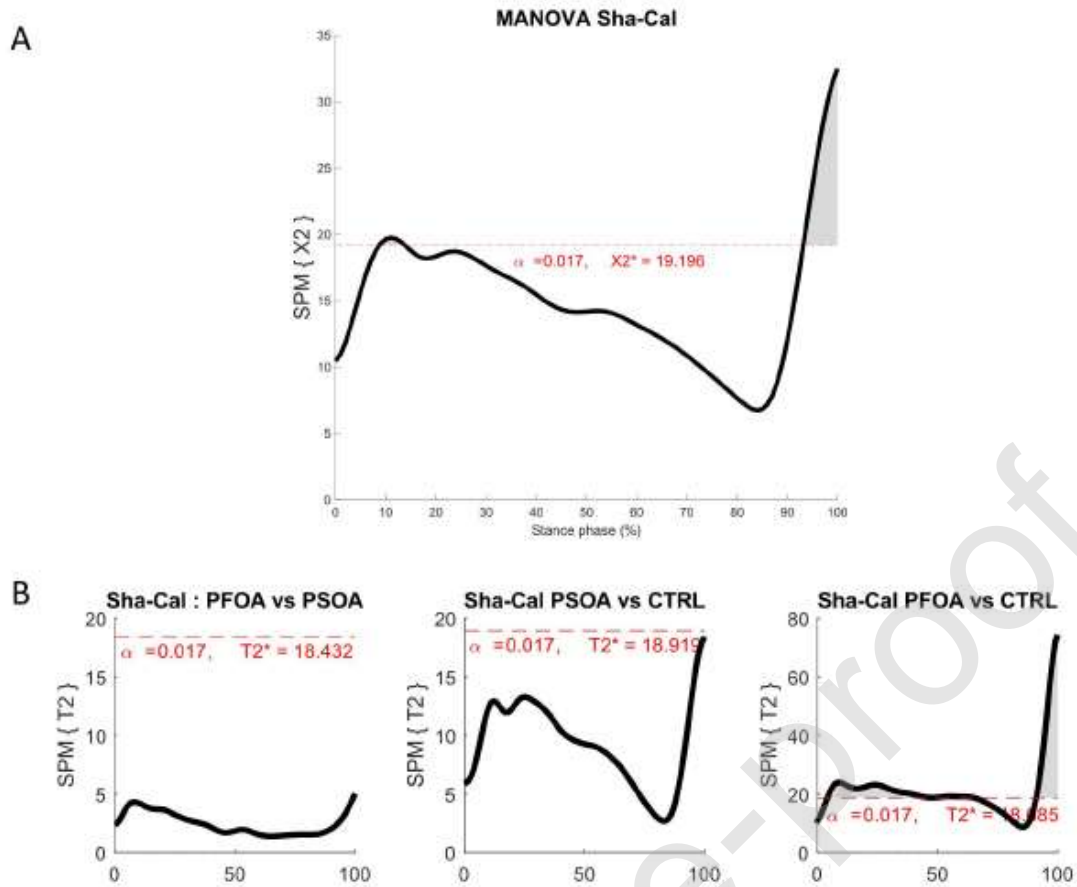 A
MANOVA Sha-Cal
35
30
25
20
15
10
5
0
SPM { X2 }
α =0.017, X2* = 19.196
0 10 20 30 40 50 60 70 80 90 100
Stance phase (%)
B
Sha-Cal : PFOA vs PSOA
20
15
10
5
0
SPM { T2 }
α =0.017, T2* = 18.432
0 50 100
Sha-Cal PSOA vs CTRL
20
15
10
5
0
SPM { T2 }
α =0.017, T2* = 18.919
0 50 100
Sha-Cal PFOA vs CTRL
80
60
40
20
0
SPM { T2 }
α =0.017, T2* =
0 50 100
e-proof